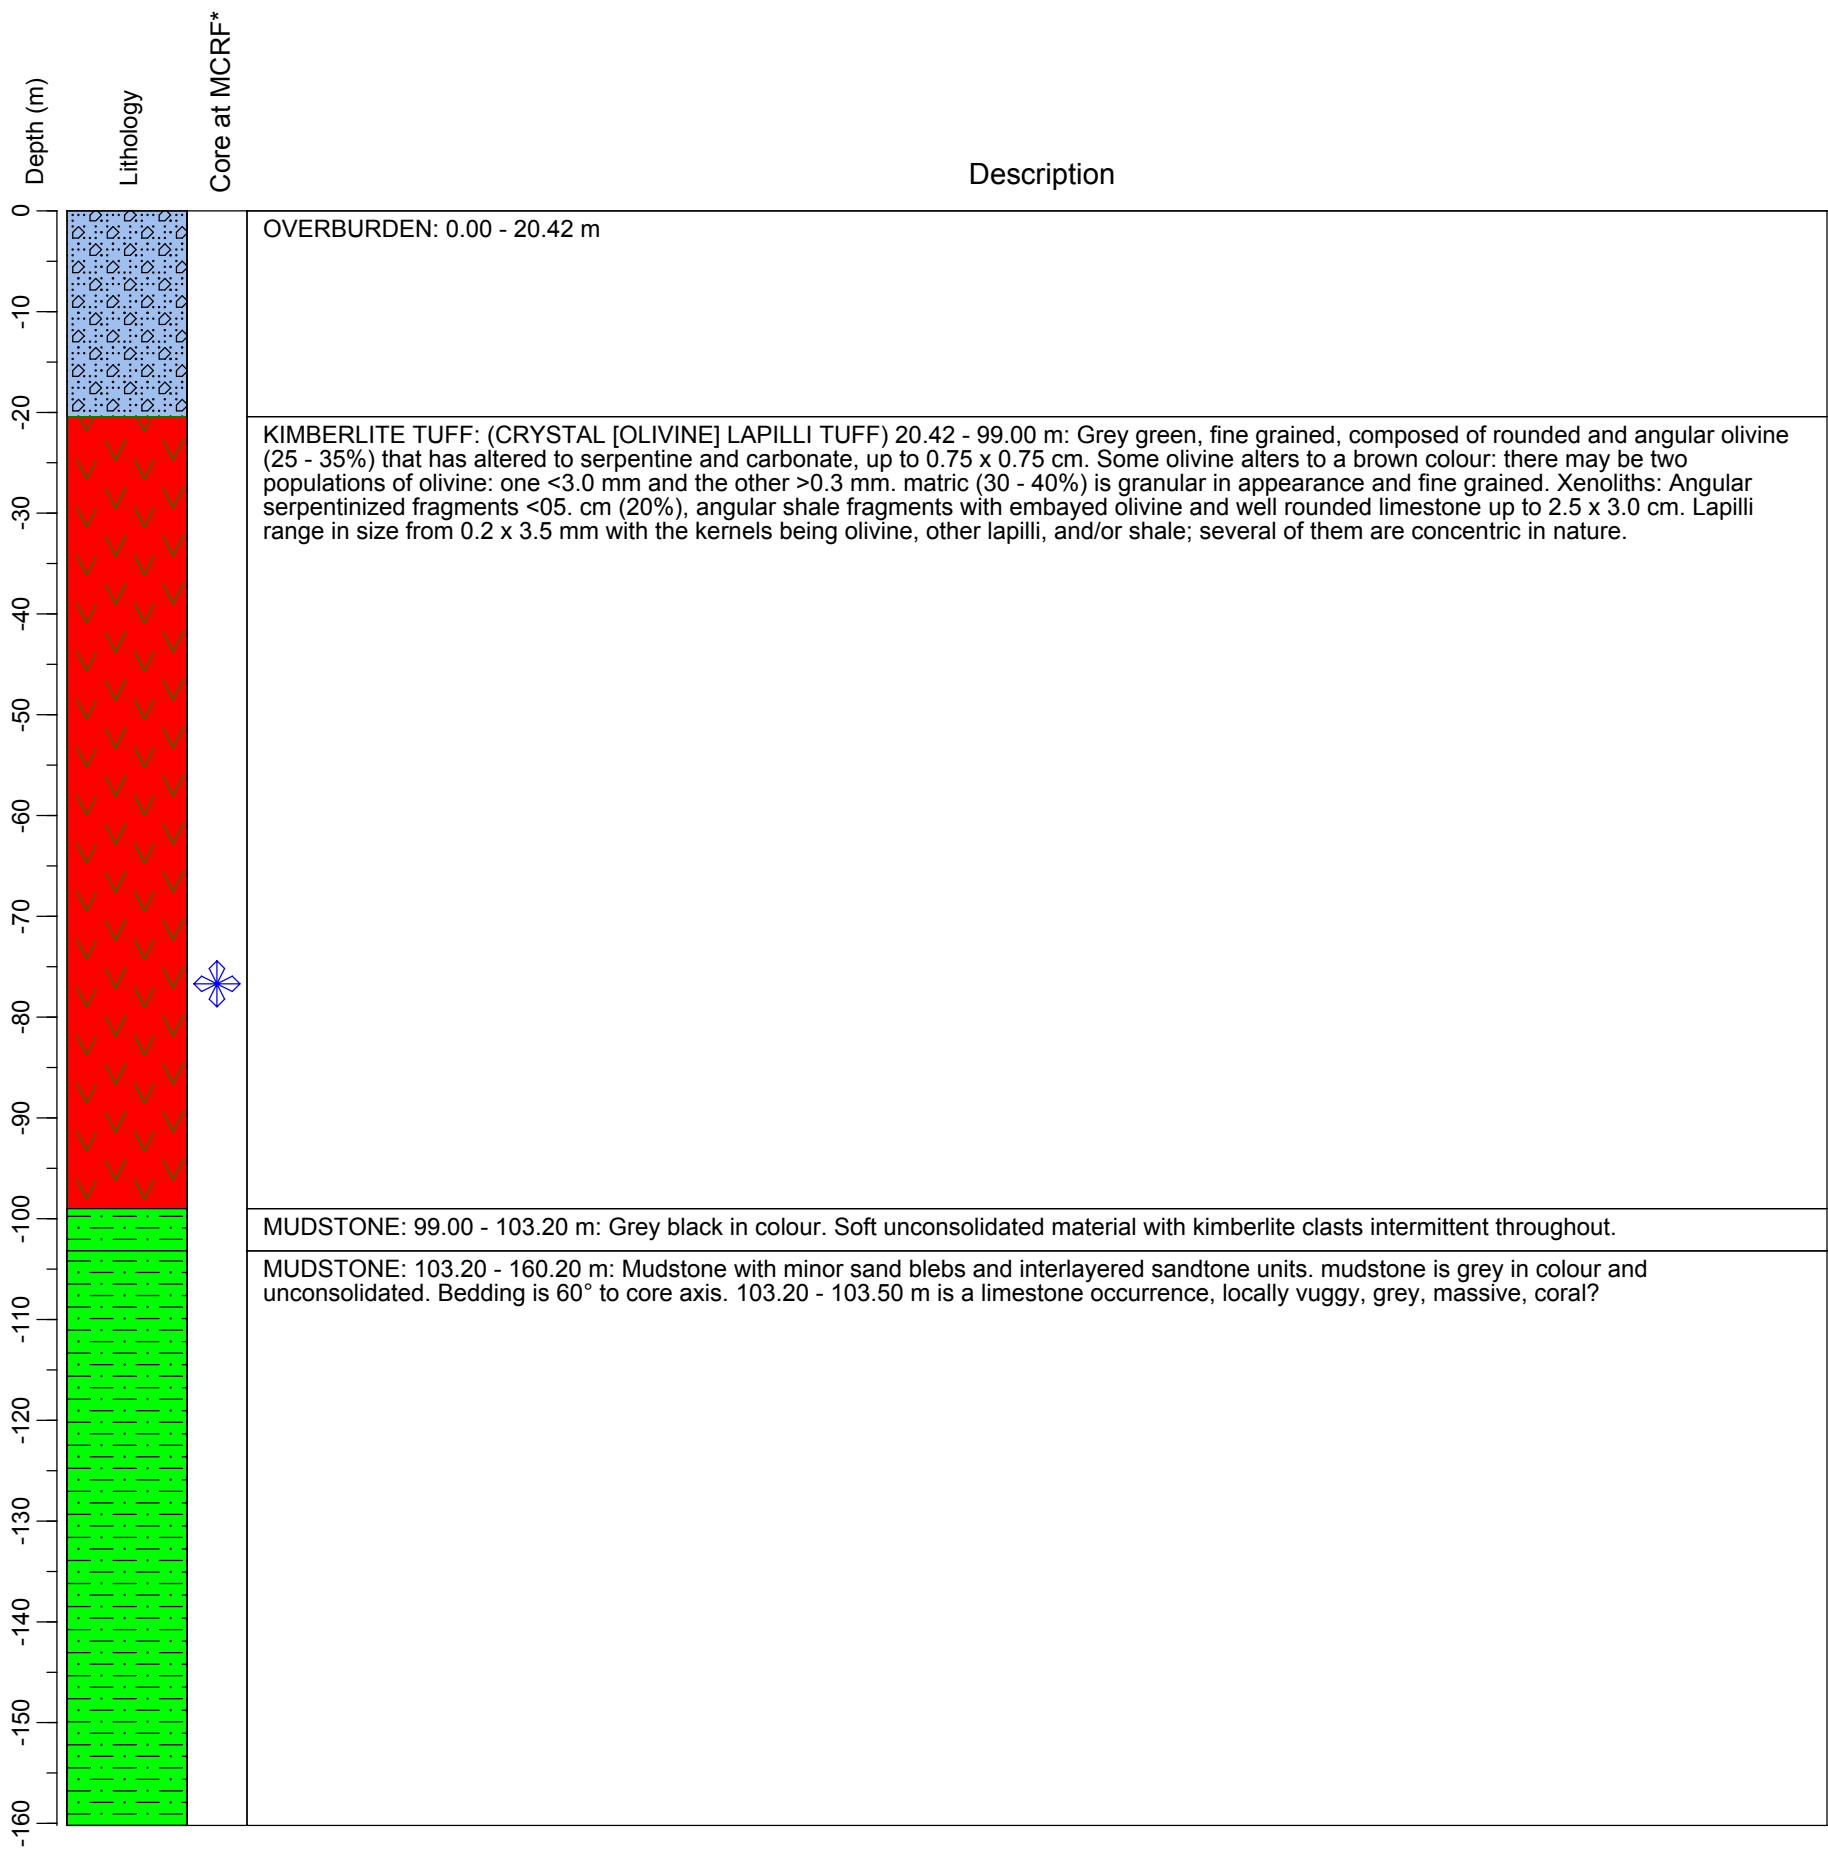 Depth (m)
Lithology
Core at MCRF*
Description
0
OVERBURDEN: 0.00 - 20.42 m
-10
-20
KIMBERLITE TUFF: (CRYSTAL [OLIVINE] LAPILLI TUFF) 20.42 - 99.00 m: Grey green, fine grained, composed of rounded and angular olivine
(25 - 35%) that has altered to serpentine and carbonate, up to 0.75 x 0.75 cm. Some olivine alters to a brown colour: there may be two
populations of olivine: one <3.0 mm and the other >0.3 mm. matric (30 - 40%) is granular in appearance and fine grained. Xenoliths: Angular
serpentinized fragments <05. cm (20%), angular shale fragments with embayed olivine and well rounded limestone up to 2.5 x 3.0 cm. Lapilli
range in size from 0.2 x 3.5 mm with the kernels being olivine, other lapilli, and/or shale; several of them are concentric in nature.
-30
-40
-50
-60
-70
-80
-90
-100
MUDSTONE: 99.00 - 103.20 m: Grey black in colour. Soft unconsolidated material with kimberlite clasts intermittent throughout.
MUDSTONE: 103.20 - 160.20 m: Mudstone with minor sand blebs and interlayered sandtone units. mudstone is grey in colour and
unconsolidated. Bedding is 60° to core axis. 103.20 - 103.50 m is a limestone occurrence, locally vuggy, grey, massive, coral?
-110
-120
-130
-140
-150
-160